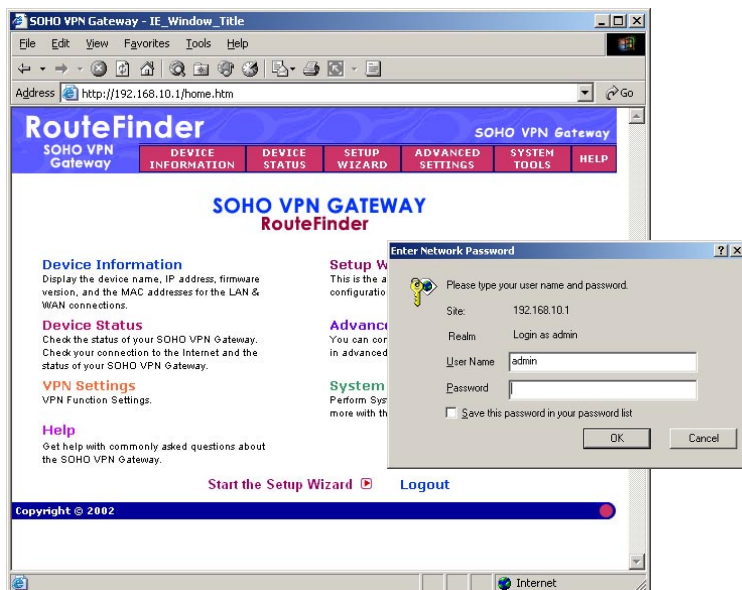 SOHO VPN Gateway - IE_Window_Title
File Edit View Favorites Tools Help
Address http://192.168.10.1/home.htm Go
RouteFinder
SOHO VPN Gateway
SOHO VPN
Gateway
DEVICE
INFORMATION
DEVICE
STATUS
SETUP
WIZARD
ADVANCED
SETTINGS
SYSTEM
TOOLS
HELP
SOHO VPN GATEWAY
RouteFinder
Device Information
Display the device name, IP address, firmware
version, and the MAC addresses for the LAN &
WAN connections.
Device Status
Check the status of your SOHO VPN Gateway.
Check your connection to the Internet and the
status of your SOHO VPN Gateway.
VPN Settings
VPN Function Settings.
Help
Get help with commonly asked questions about
the SOHO VPN Gateway.
Setup W
This is the a
configuratio
Advance
You can con
in advanced
System
Perform Sys
more with th
Enter Network Password
Please type your user name and password.
Site: 192.168.10.1
Realm Login as admin
User Name admin
Password
Save this password in your password list
OK Cancel
Start the Setup Wizard Logout
Copyright © 2002
Internet